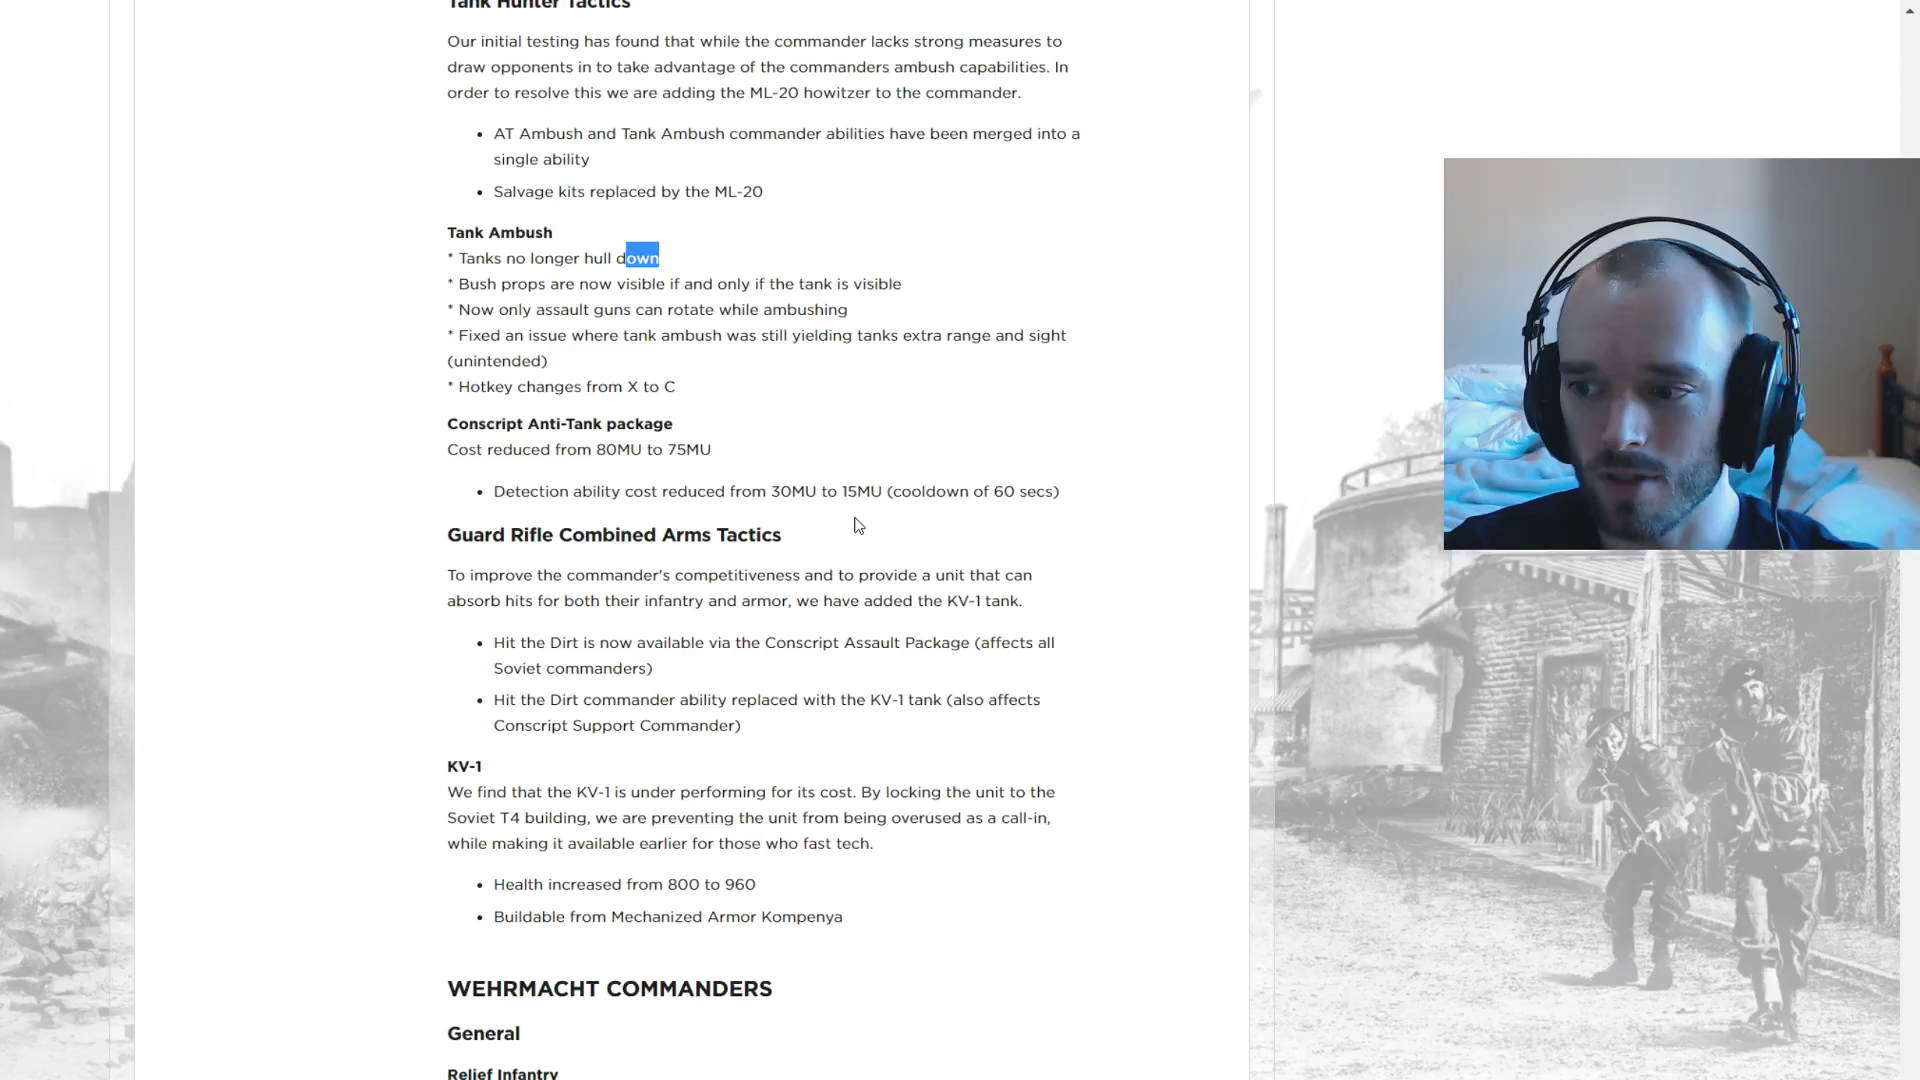 Tank Hunter Tactics
Our initial testing has found that while the commander lacks strong measures to
draw opponents in to take advantage of the commanders ambush capabilities. In
order to resolve this we are adding the ML-20 howitzer to the commander.
• AT Ambush and Tank Ambush commander abilities have been merged into a
single ability
• Salvage kits replaced by the ML-20
Tank Ambush
* Tanks no longer hull down
* Bush props are now visible if and only if the tank is visible
* Now only assault guns can rotate while ambushing
* Fixed an issue where tank ambush was still yielding tanks extra range and sight
(unintended)
* Hotkey changes from X to C
Conscript Anti-Tank package
Cost reduced from 80MU to 75MU
• Detection ability cost reduced from 30MU to 15MU (cooldown of 60 secs)
Guard Rifle Combined Arms Tactics
To improve the commander's competitiveness and to provide a unit that can
absorb hits for both their infantry and armor, we have added the KV-1 tank.
• Hit the Dirt is now available via the Conscript Assault Package (affects all
Soviet commanders)
• Hit the Dirt commander ability replaced with the KV-1 tank (also affects
Conscript Support Commander)
KV-1
We find that the KV-1 is under performing for its cost. By locking the unit to the
Soviet T4 building, we are preventing the unit from being overused as a call-in,
while making it available earlier for those who fast tech.
• Health increased from 800 to 960
• Buildable from Mechanized Armor Kompenya
WEHRMACHT COMMANDERS
General
Relief Infantry